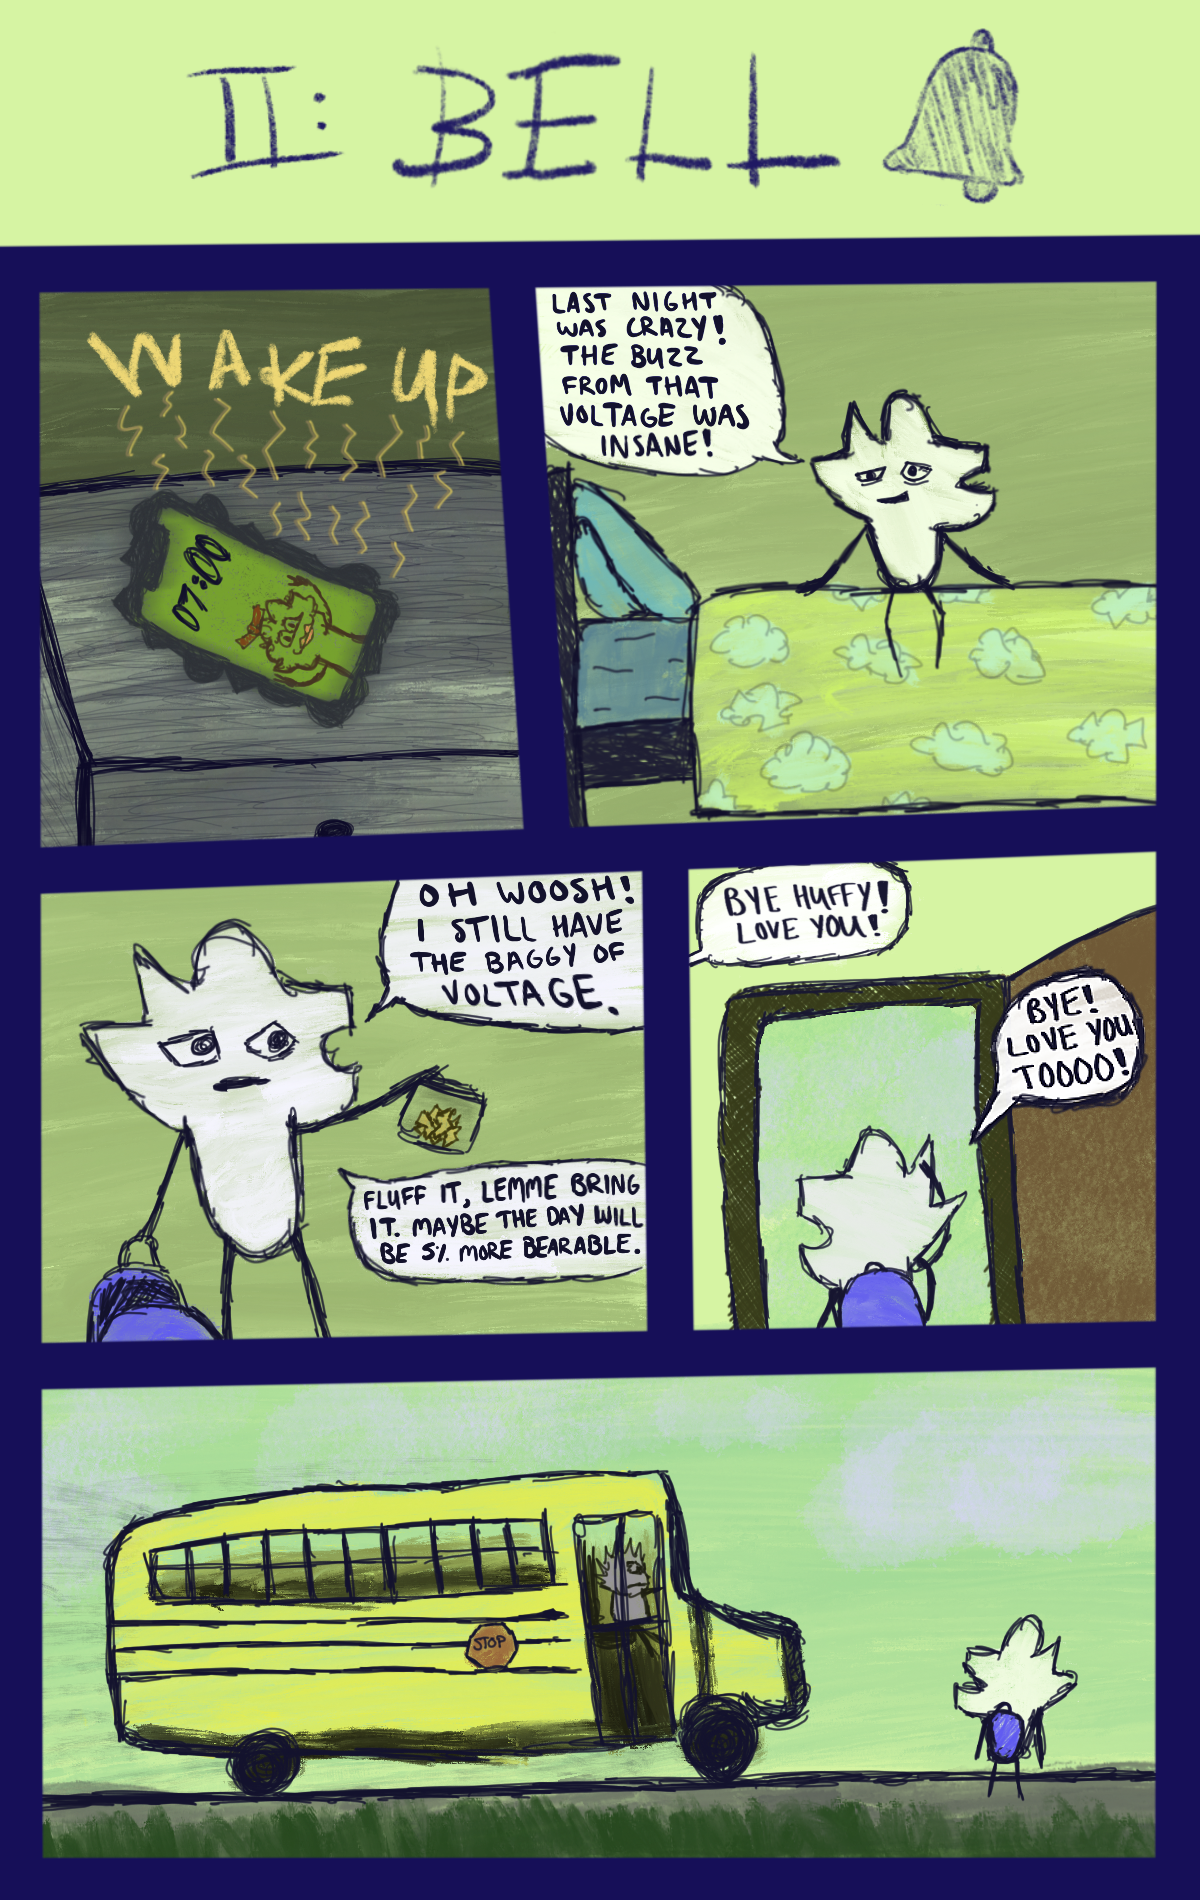 II: BELL
WAKE UP
07:00
LAST NIGHT
WAS CRAZY!
THE BUZZ
FROM THAT
VOLTAGE WAS
INSANE!
OH WOOSH!
I STILL HAVE
THE BAGGY OF
VOLTAGE.
FLUFF IT, LEMME BRING
IT. MAYBE THE DAY WILL
BE 5% MORE BEARABLE.
BYE HUFFY!
LOVE YOU!
BYE!
LOVE YOU
TOOOO!
STOP